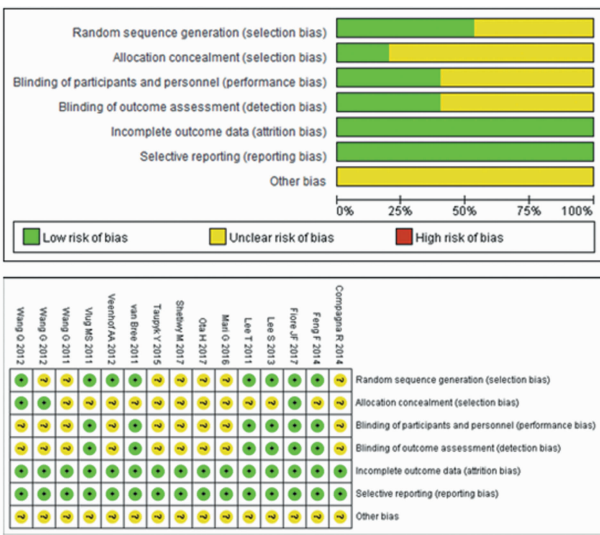 Random sequence generation (selection bias)
Allocation concealment (selection bias)
Blinding of participants and personnel (performance bias)
Blinding of outcome assessment (detection bias)
Incomplete outcome data (attrition bias)
Selective reporting (reporting bias)
Other bias
0% 25% 50% 75% 100%
Low risk of bias Unclear risk of bias High risk of bias
Wang Q 2012
Wang G 2012
Wang G 2011
Vlug MS 2011
Veenhof AA 2012
van Bree 2011
Taupyk Y 2015
Shetiwy M 2017
Ota H 2017
Mari G 2016
Lee T 2011
Lee S 2013
Fiore JF 2017
Feng F 2014
Compagna R 2014
+ ? ? + + + ? ? ? ? + + + + ? Random sequence generation (selection bias)
+ + ? ? ? ? ? ? ? ? ? ? + ? ? Allocation concealment (selection bias)
? ? ? + ? + ? ? ? ? + + + + ? Blinding of participants and personnel (performance bias)
? ? ? + ? + ? ? ? ? + + + + ? Blinding of outcome assessment (detection bias)
+ + + + + + + + + + + + + + + Incomplete outcome data (attrition bias)
+ + + + + + + + + + + + + + + Selective reporting (reporting bias)
? ? ? ? ? ? ? ? ? ? ? ? ? ? ? Other bias